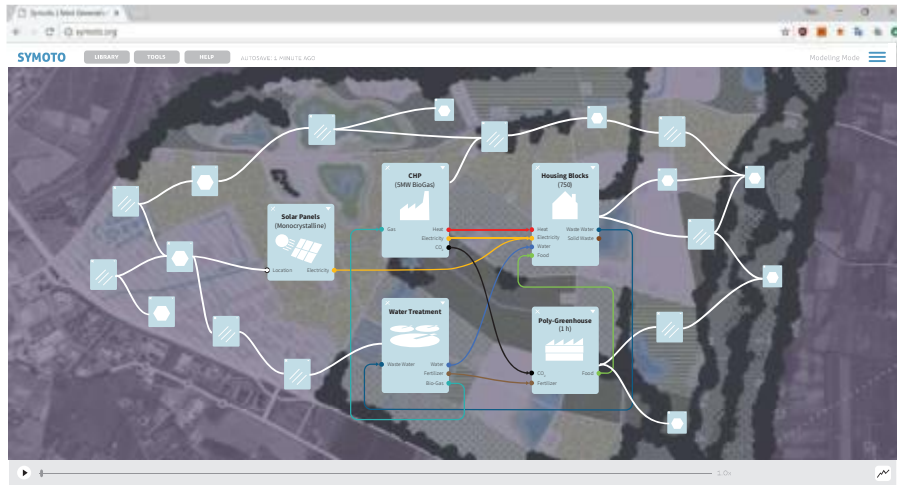 symoto.org
SYMOTO
LIBRARY
TOOLS
HELP
AUTOSAVE: 1 MINUTE AGO
Modeling Mode
CHP
(5MW BioGas)
Gas
Heat
Electricity
CO2
Housing Blocks
(750)
Heat
Electricity
Water
Food
Waste Water
Solid Waste
Solar Panels
(Monocrystalline)
Location
Electricity
Water Treatment
Waste Water
Water
Fertilizer
Bio-Gas
Poly-Greenhouse
(1 h)
CO2
Fertilizer
Food
1.0x